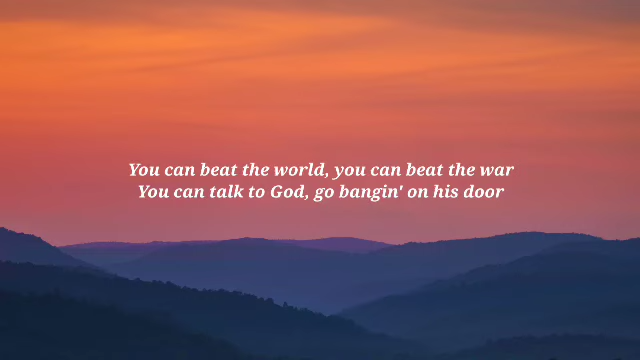 You can beat the world, you can beat the war
You can talk to God, go bangin' on his door